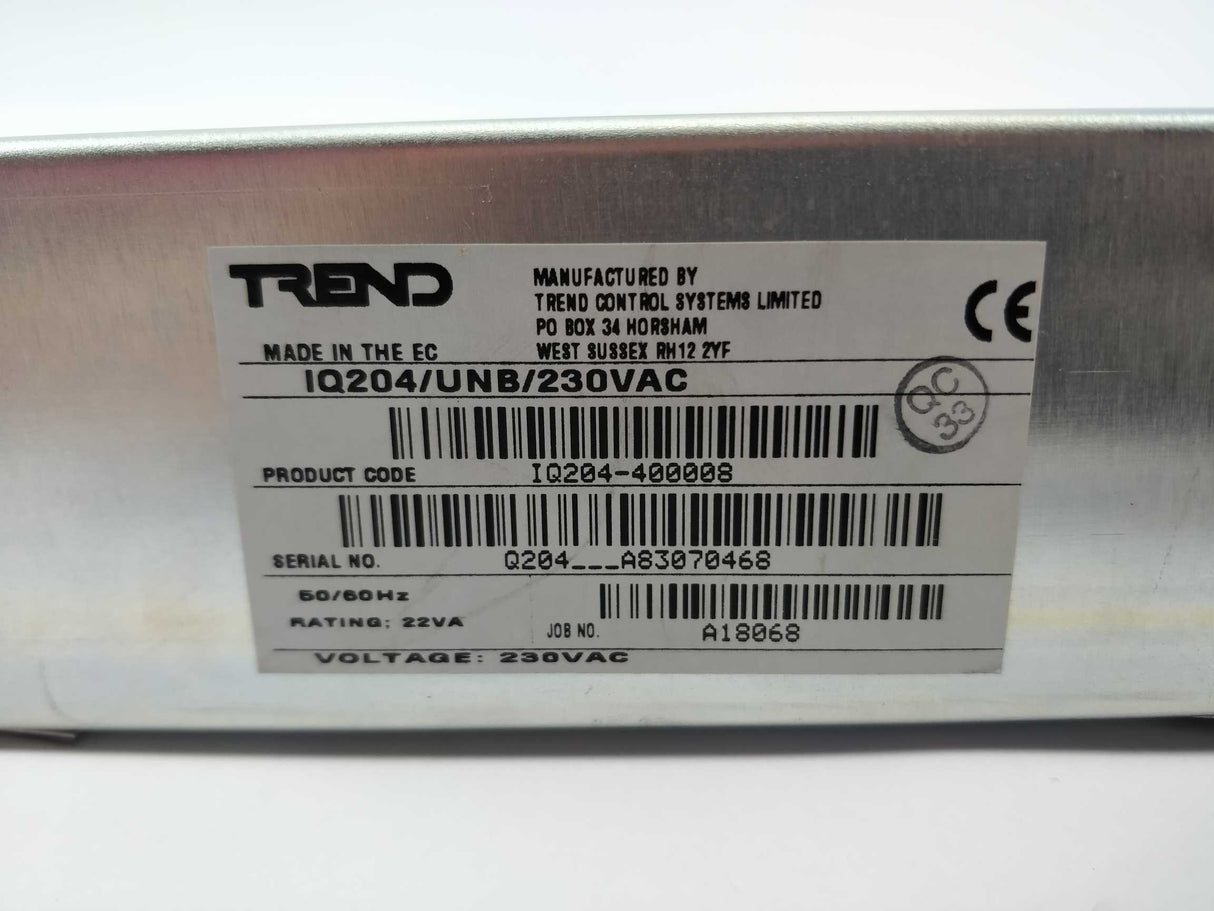 TREND
MANUFACTURED BY
TREND CONTROL SYSTEMS LIMITED
PO BOX 34 HORSHAM
WEST SUSSEX RH12 2YF
MADE IN THE EC
CE
IQ204/UNB/230VAC
QC
33
PRODUCT CODE IQ204-400008
SERIAL NO. Q204___A83070468
50/60Hz
RATING; 22VA
JOB NO. A18068
VOLTAGE: 230VAC